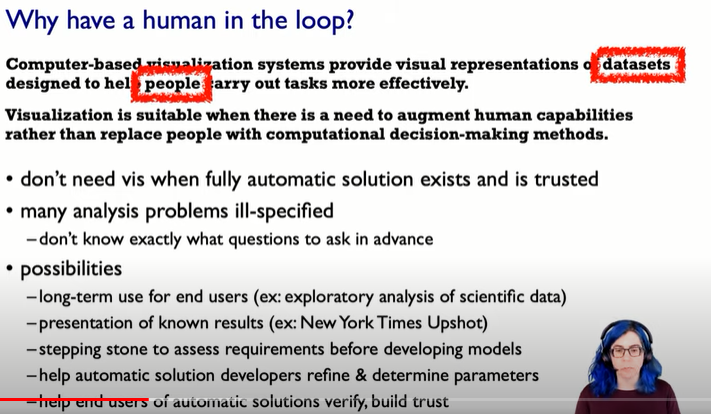 Why have a human in the loop?
Computer-based visualization systems provide visual representations of datasets
designed to help people carry out tasks more effectively.
Visualization is suitable when there is a need to augment human capabilities
rather than replace people with computational decision-making methods.
• don't need vis when fully automatic solution exists and is trusted
• many analysis problems ill-specified
–don't know exactly what questions to ask in advance
• possibilities
–long-term use for end users (ex: exploratory analysis of scientific data)
–presentation of known results (ex: New York Times Upshot)
–stepping stone to assess requirements before developing models
–help automatic solution developers refine & determine parameters
–help end users of automatic solutions verify, build trust